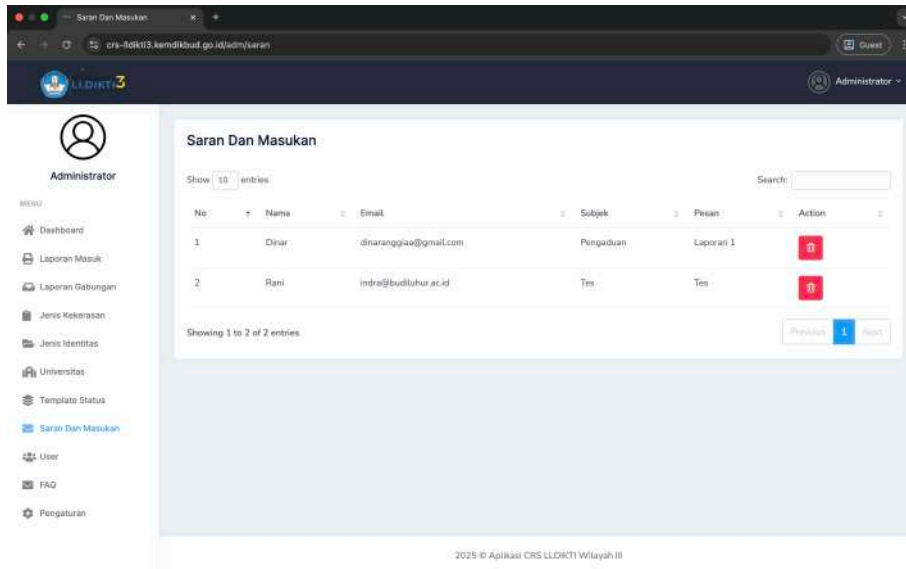 Saran Dan Masukan
crs-lldikti3.kemdikbud.go.id/adm/saran
Guest
LLDIKTI3
Administrator
Administrator
MENU
Dashboard
Laporan Masuk
Laporan Gabungan
Jenis Kekerasan
Jenis Identitas
Universitas
Template Status
Saran Dan Masukan
User
FAQ
Pengaturan
Saran Dan Masukan
Show 10 entries
Search:
No Nama Email Subjek Pesan Action
1 Dinar dinaranggiaa@gmail.com Pengaduan Laporan 1
2 Rani indra@budiluhur.ac.id Tes Tes
Showing 1 to 2 of 2 entries
Previous 1 Next
2025 © Aplikasi CRS LLDIKTI Wilayah III